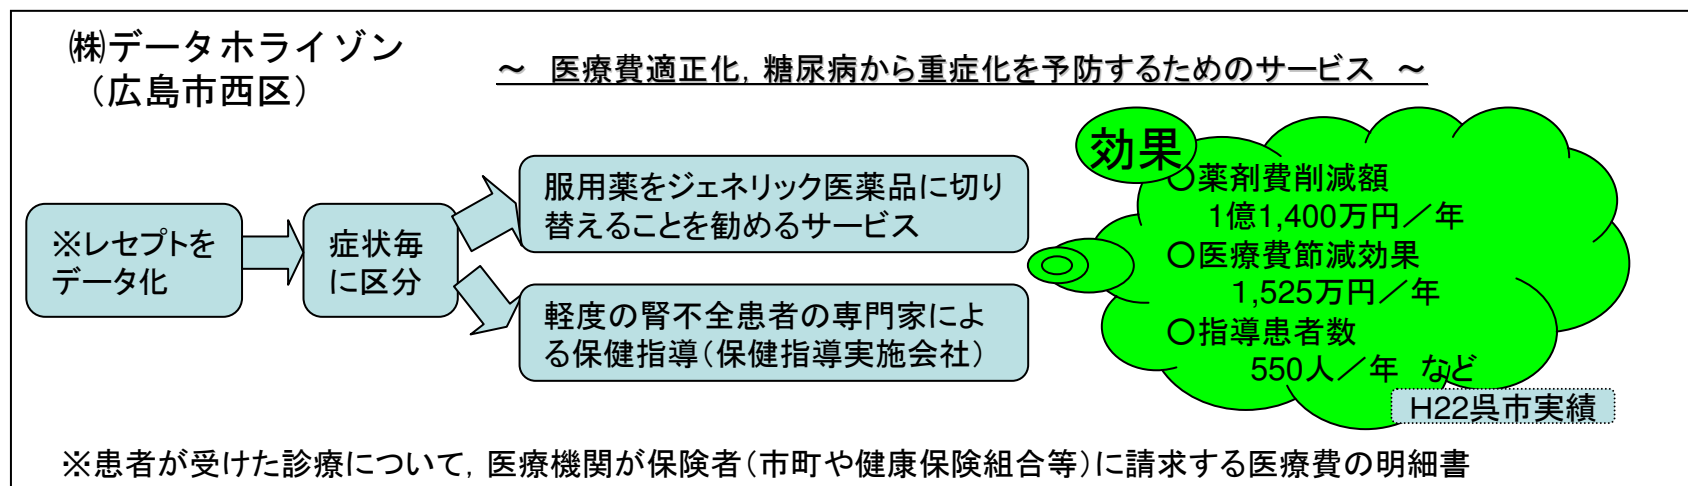 ㈱データホライゾン
（広島市西区）
～　医療費適正化，糖尿病から重症化を予防するためのサービス　～
※レセプトを
データ化
症状毎
に区分
服用薬をジェネリック医薬品に切り
替えることを勧めるサービス
軽度の腎不全患者の専門家によ
る保健指導（保健指導実施会社）
効果
○薬剤費削減額
1億1,400万円／年
○医療費節減効果
1,525万円／年
○指導患者数
550人／年　など
H22呉市実績
※患者が受けた診療について，医療機関が保険者（市町や健康保険組合等）に請求する医療費の明細書